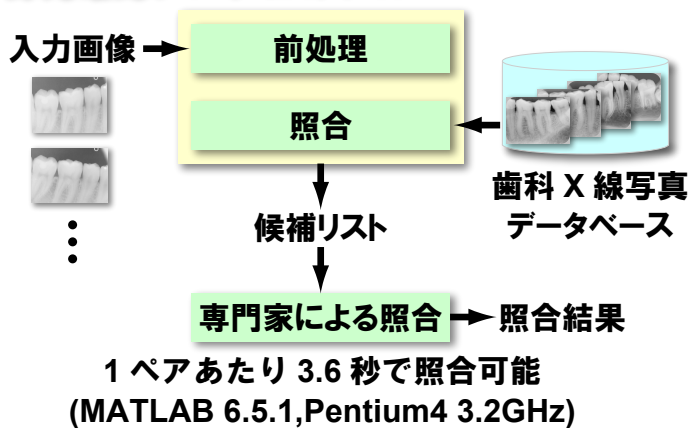 入力画像
前処理
照合
歯科 X 線写真
データベース
候補リスト
専門家による照合
照合結果
1 ペアあたり 3.6 秒で照合可能
(MATLAB 6.5.1,Pentium4 3.2GHz)